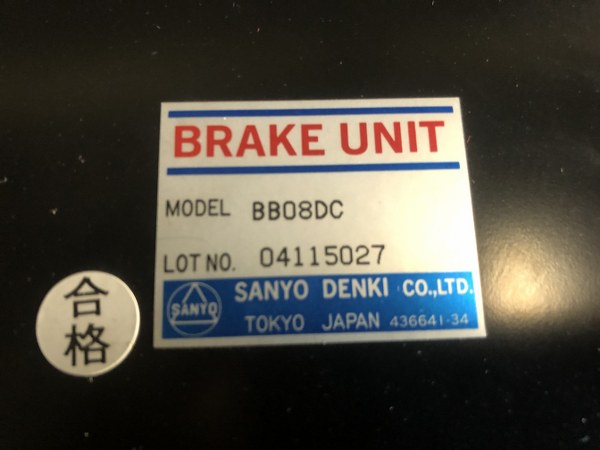 BRAKE UNIT
MODEL BB08DC
LOT NO. 04115027
SANYO
SANYO DENKI CO.,LTD.
TOKYO JAPAN 436641-34
合格